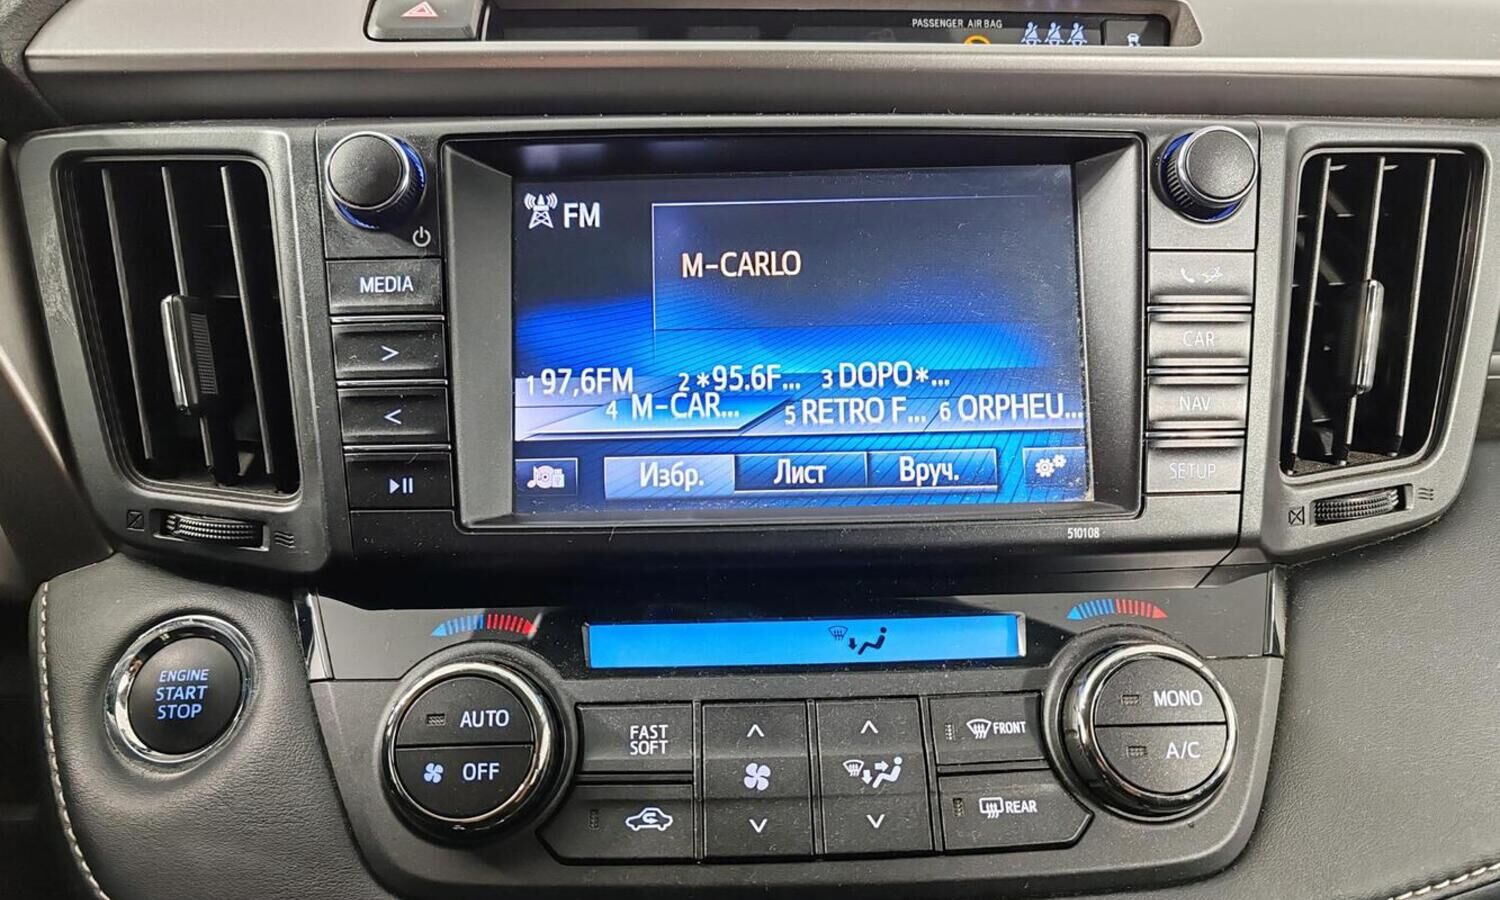 PASSENGER AIR BAG
FM
M-CARLO
MEDIA
>
<
1 97,6FM 2 *95.6F... 3 DOPO*...
4 M-CAR... 5 RETRO F... 6 ORPHEU...
Избр. Лист Вруч.
CAR
NAV
SETUP
510108
ENGINE
START
STOP
AUTO
OFF
FAST
SOFT
FRONT
REAR
MONO
A/C